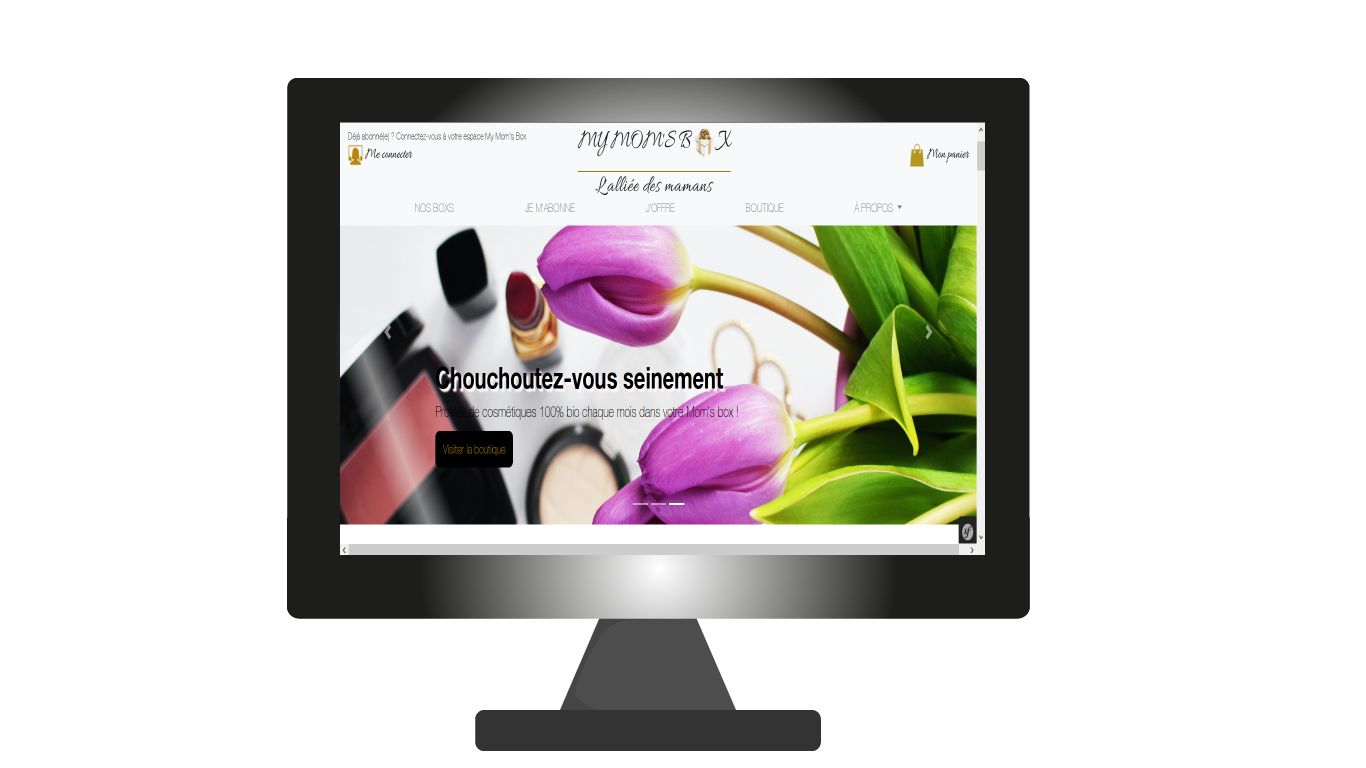 Déjà abonné(e) ? Connectez-vous à votre espace My Mom's Box
Me connecter
MY MOM'S B X
L'alliée des mamans
Mon panier
NOS BOXS JE M'ABONNE J'OFFRE BOUTIQUE À PROPOS
Chouchoutez-vous seinement
Profitez de cosmétiques 100% bio chaque mois dans votre Mom's box !
Visiter la boutique
sf